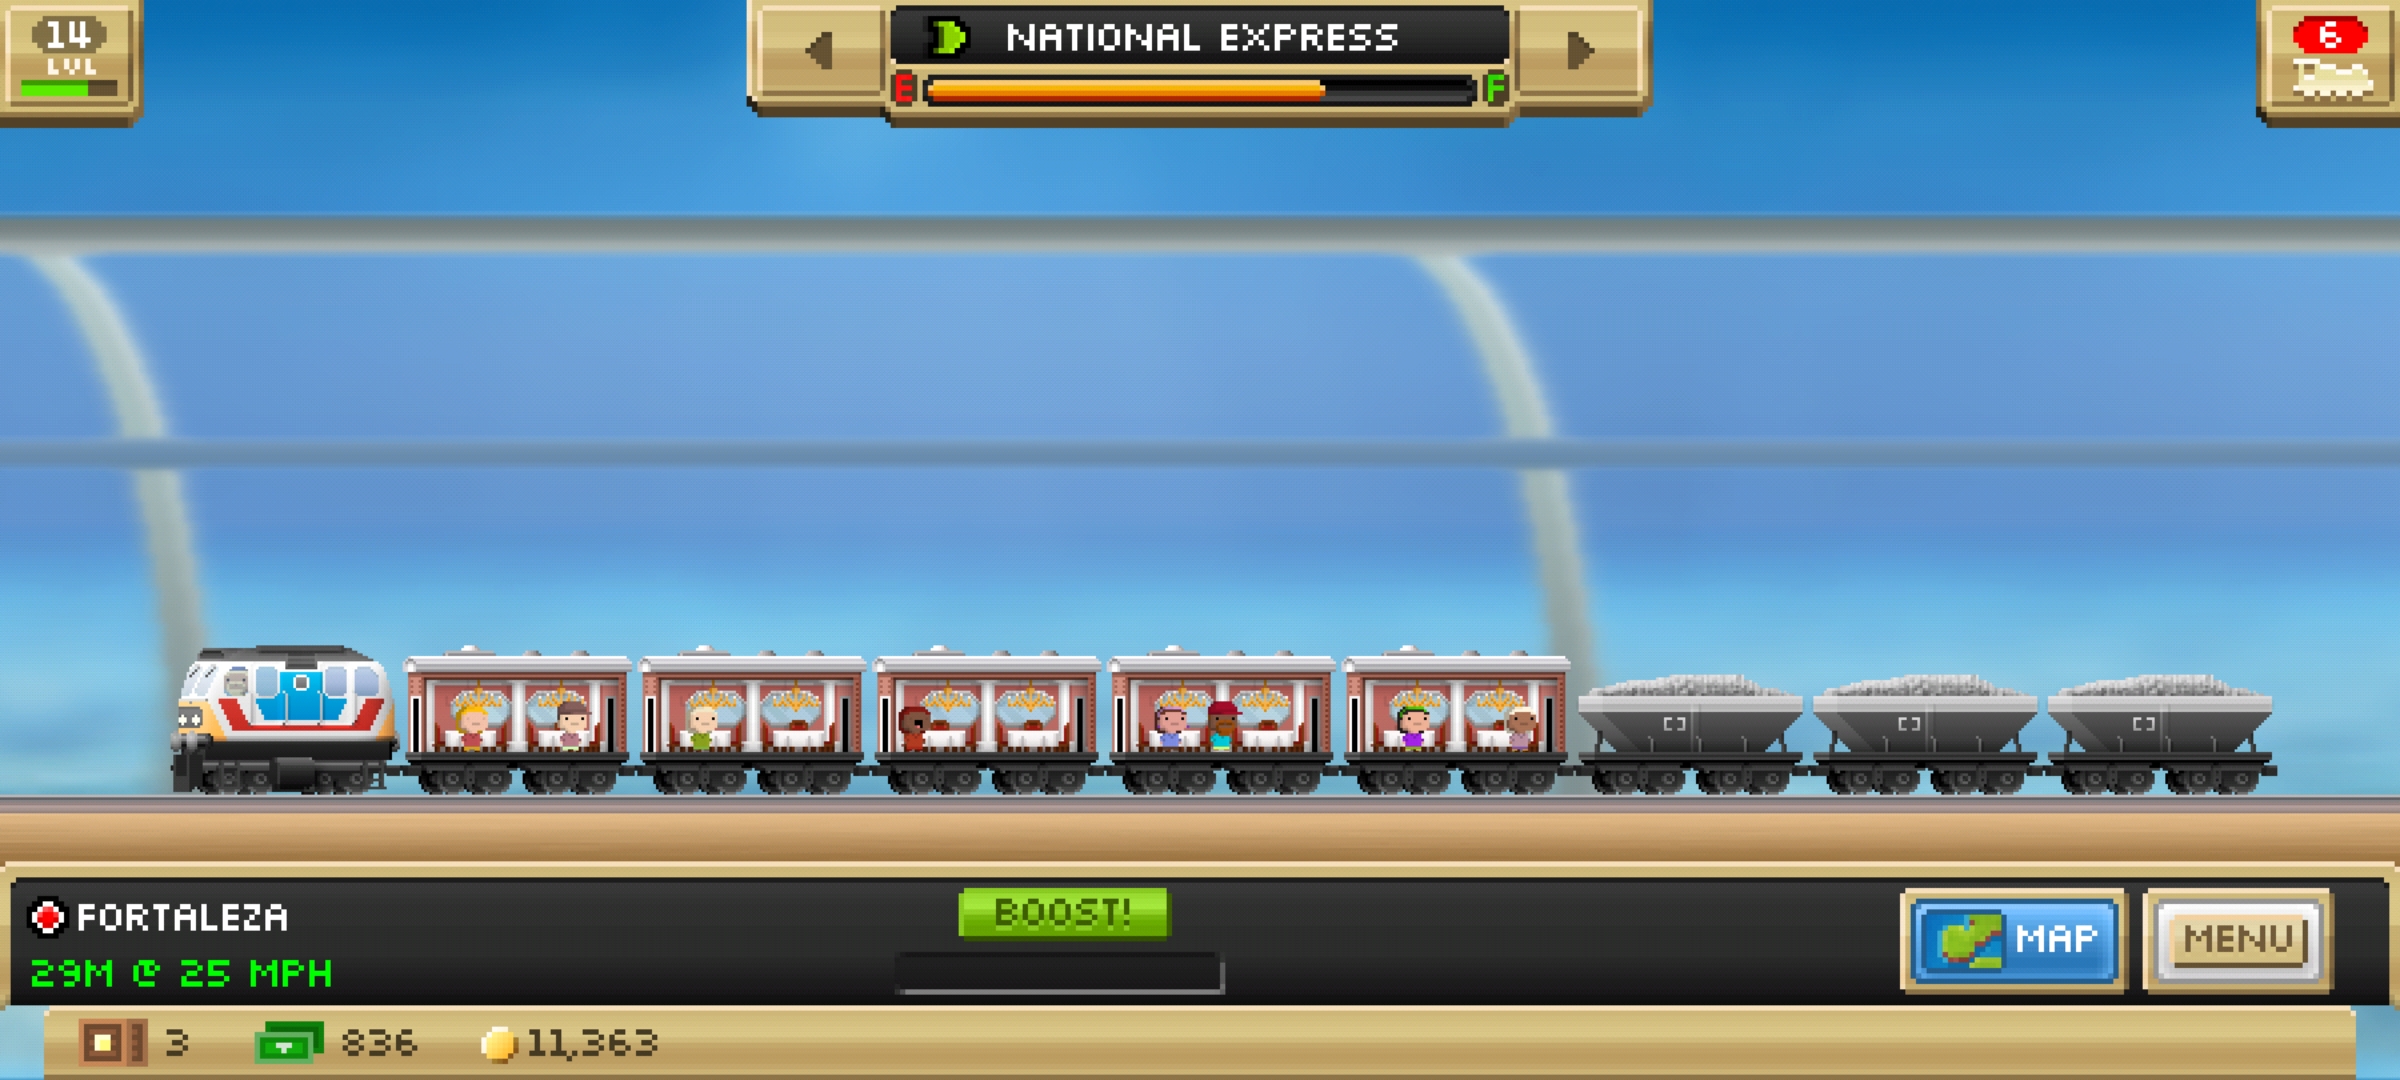 14
LVL
NATIONAL EXPRESS
E F
6
FORTALEZA
29M @ 25 MPH
BOOST!
MAP
MENU
3
836
11,363